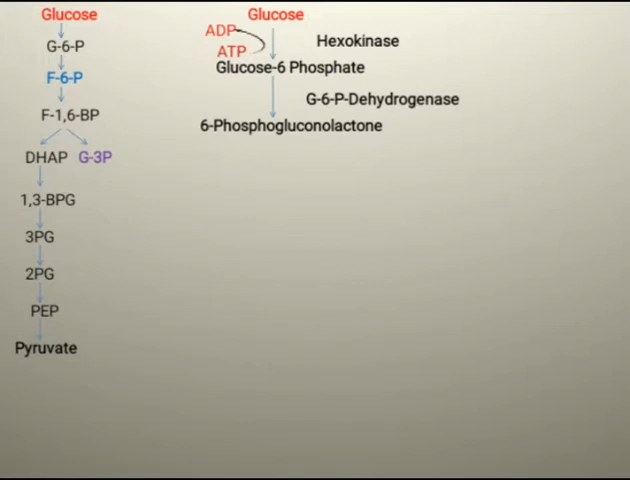 Glucose
G-6-P
F-6-P
F-1,6-BP
DHAP G-3P
1,3-BPG
3PG
2PG
PEP
Pyruvate
Glucose
ADP
ATP
Hexokinase
Glucose-6 Phosphate
G-6-P-Dehydrogenase
6-Phosphogluconolactone